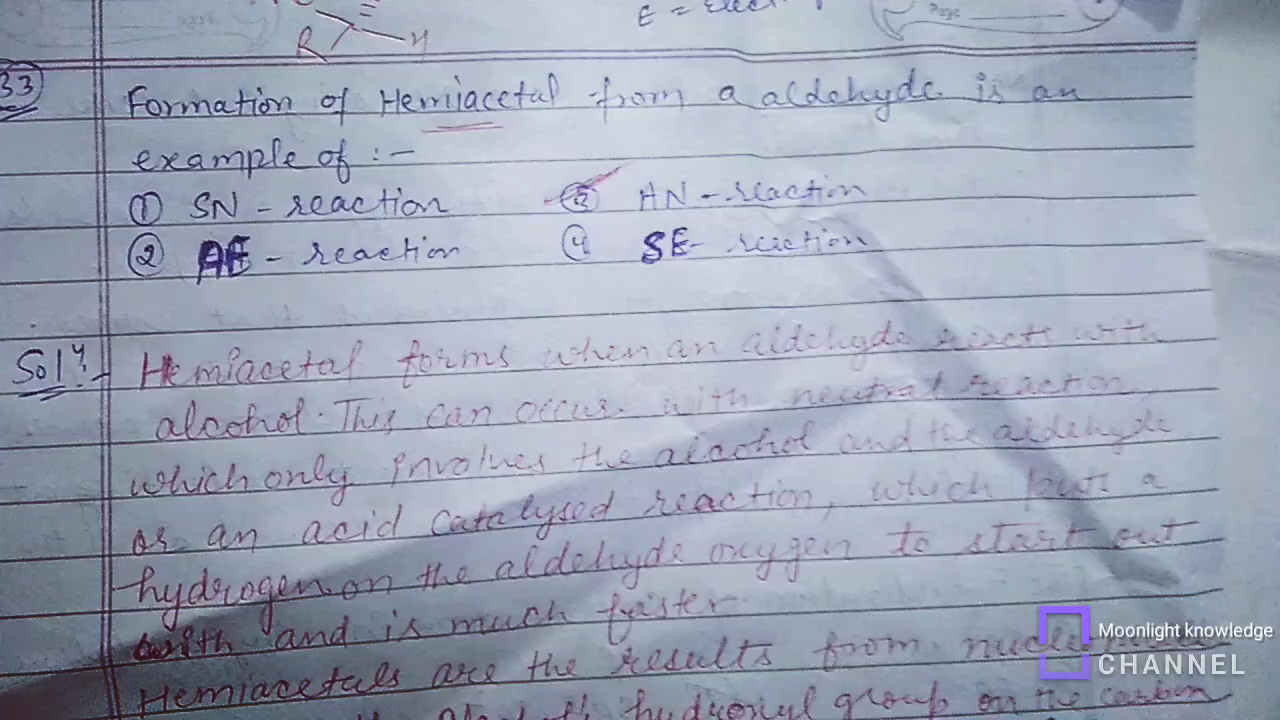 E = Elec
Page
R H
33 Formation of Hemiacetal from a aldehyde is an
example of :-
① SN - reaction ③ AN - reaction
② AE - reaction ④ SE - reaction
Solⁿ:- Hemiacetal forms when an aldehyde reacts with
alcohol. This can occur with neutral reaction,
which only involves the alcohol and the aldehyde
or an acid catalysed reaction, which puts a
hydrogen on the aldehyde oxygen to start out
with and is much faster
Hemiacetals are the results from
hydroxyl group on the carbon
Moonlight knowledge
CHANNEL